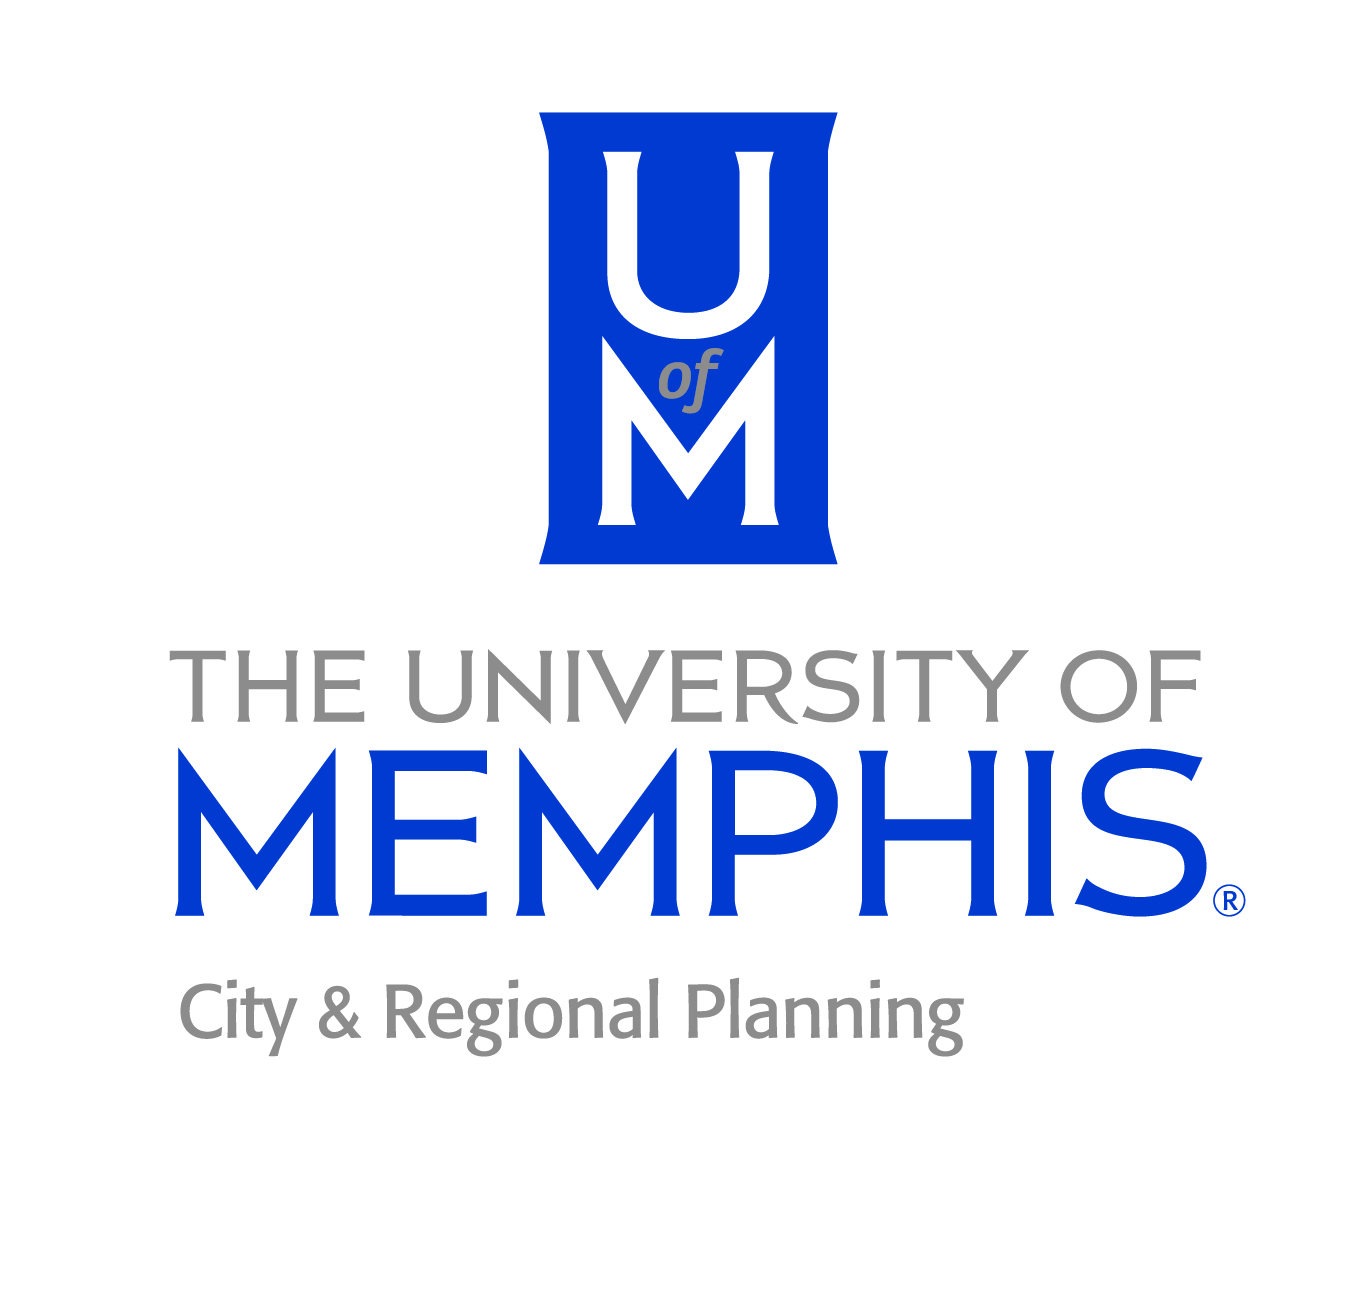 U
of
M
THE UNIVERSITY OF
MEMPHIS®
City & Regional Planning